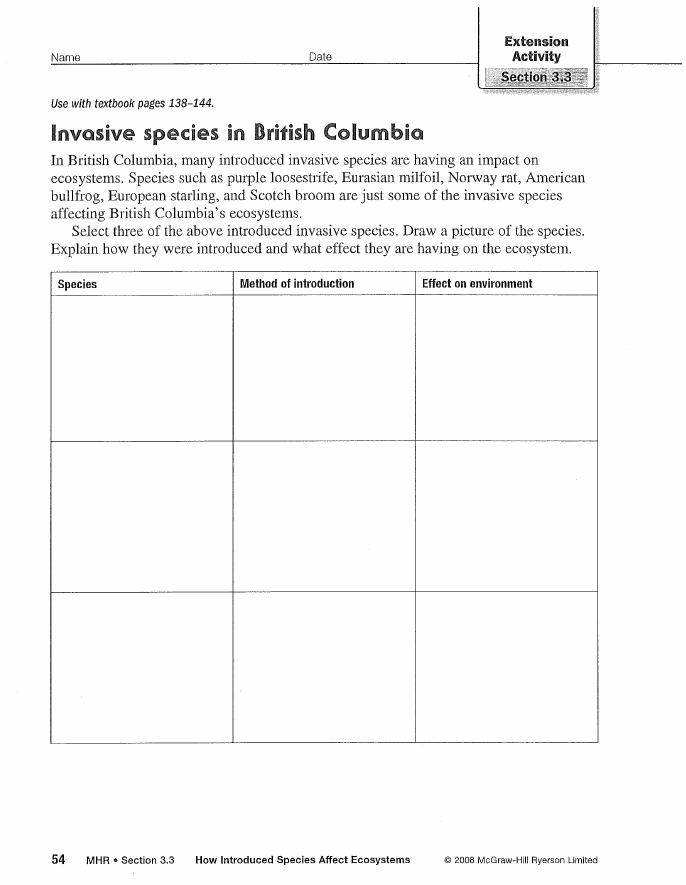 Name
Date
Extension
Activity
Section 3.3
Use with textbook pages 138–144.
Invasive species in British Columbia
In British Columbia, many introduced invasive species are having an impact on
ecosystems. Species such as purple loosestrife, Eurasian milfoil, Norway rat, American
bullfrog, European starling, and Scotch broom are just some of the invasive species
affecting British Columbia's ecosystems.
Select three of the above introduced invasive species. Draw a picture of the species.
Explain how they were introduced and what effect they are having on the ecosystem.
Species
Method of introduction
Effect on environment
54 MHR • Section 3.3 How Introduced Species Affect Ecosystems © 2008 McGraw-Hill Ryerson Limited